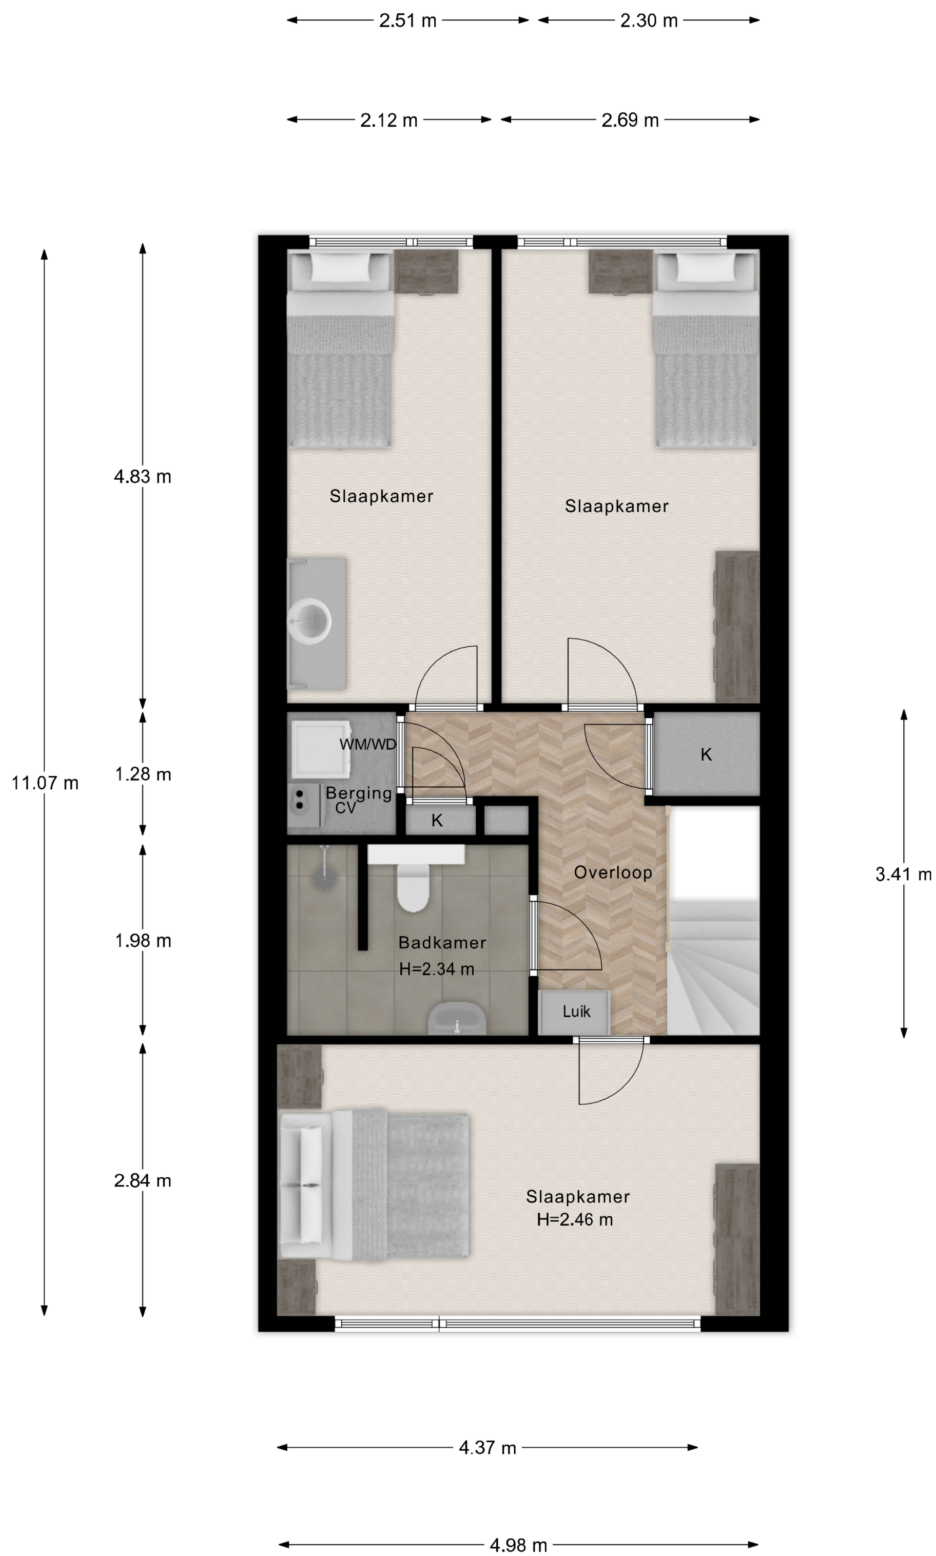 2.51 m
2.30 m
2.12 m
2.69 m
4.83 m
Slaapkamer
Slaapkamer
WM/WD
K
1.28 m
11.07 m
Berging
CV
K
Overloop
3.41 m
1.98 m
Badkamer
H=2.34 m
Luik
2.84 m
Slaapkamer
H=2.46 m
4.37 m
4.98 m